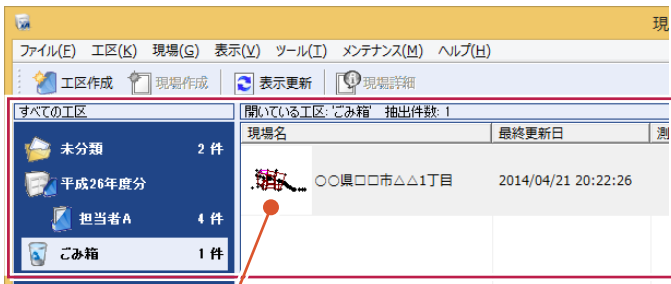 現
ファイル(F) 工区(K) 現場(G) 表示(V) ツール(T) メンテナンス(M) ヘルプ(H)
工区作成 現場作成 表示更新 現場詳細
すべての工区
未分類 2 件
平成26年度分
担当者A 4 件
ごみ箱 1 件
開いている工区:'ごみ箱' 抽出件数: 1
現場名 最終更新日 測
○○県□□市△△1丁目 2014/04/21 20:22:26